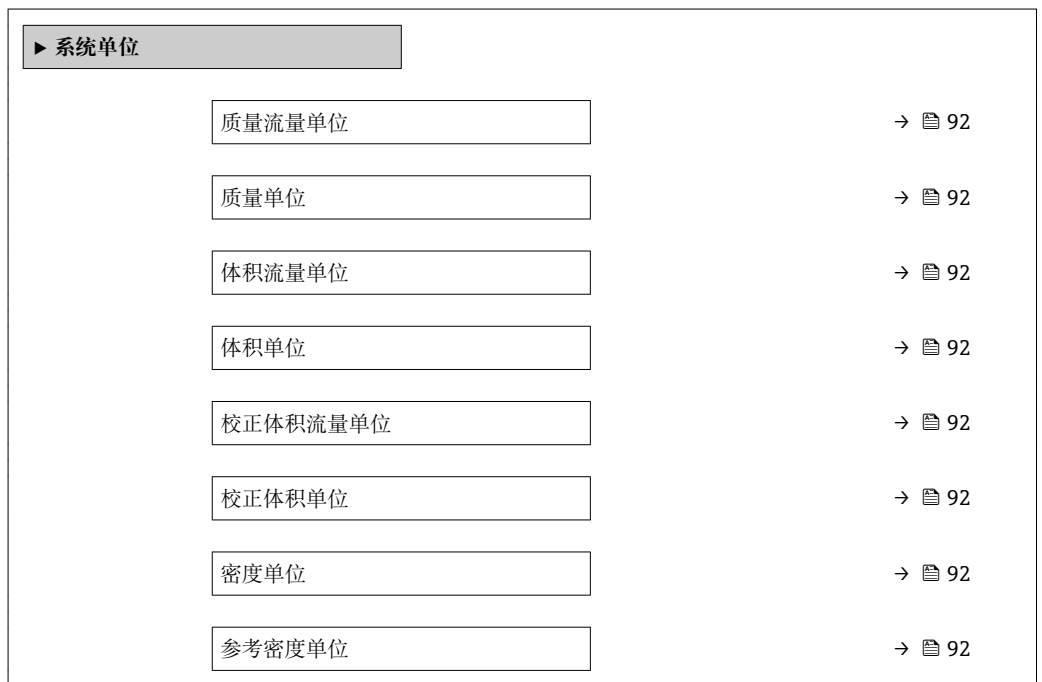 ▶ 系统单位
质量流量单位 → 🖹 92
质量单位 → 🖹 92
体积流量单位 → 🖹 92
体积单位 → 🖹 92
校正体积流量单位 → 🖹 92
校正体积单位 → 🖹 92
密度单位 → 🖹 92
参考密度单位 → 🖹 92